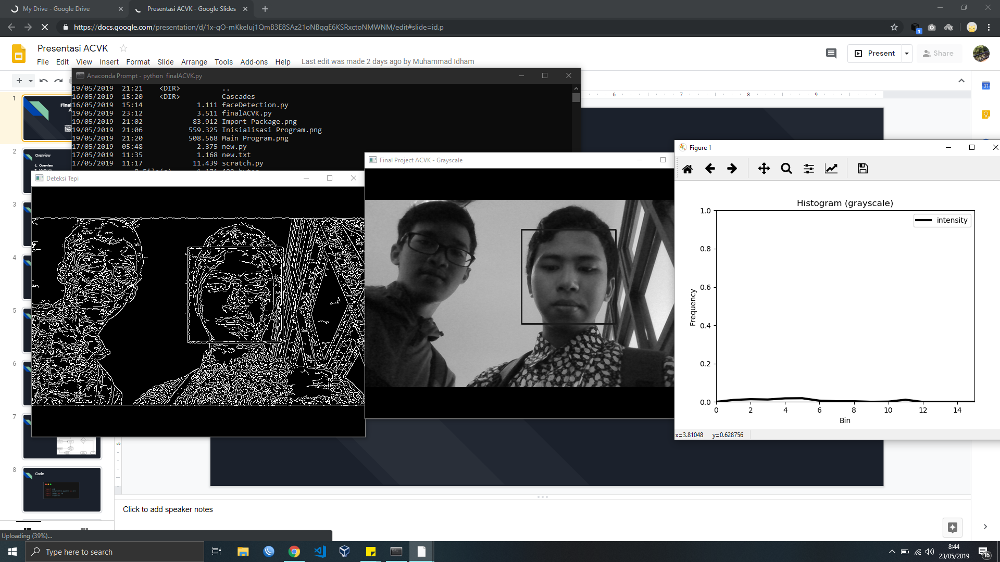 My Drive - Google Drive
Presentasi ACVK - Google Slides
https://docs.google.com/presentation/d/1x-gO-mKkeluj1QmB3E8SAz21oNBqgE6KSRxctoNMWNM/edit#slide=id.p
1
Presentasi ACVK
File Edit View Insert Format Slide Arrange Tools Add-ons Help Last edit was made 2 days ago by Muhammad Idham
Present
Share
31
Anaconda Prompt - python finalACVK.py
19/05/2019 21:21 <DIR> ..
16/05/2019 15:20 <DIR> Cascades
16/05/2019 15:14 1.111 faceDetection.py
19/05/2019 23:12 3.511 finalACVK.py
19/05/2019 21:02 83.912 Import Package.png
19/05/2019 21:06 559.325 Inisialisasi Program.png
19/05/2019 21:20 508.568 Main Program.png
17/05/2019 05:48 2.375 new.py
17/05/2019 11:35 1.168 new.txt
17/05/2019 11:17 11.439 scratch.py
6 7 8 9
1
Final
2
Overview
1. Overview
3
4
5
6
7
8
Code
5
Deteksi Tepi
Final Project ACVK - Grayscale
Figure 1
Histogram (grayscale)
intensity
1.0
0.8
0.6
0.4
0.2
0.0
Frequency
0 2 4 6 8 10 12 14
Bin
x=3.81048 y=0.628756
Click to add speaker notes
Uploading (39%)...
Type here to search
8:44
23/05/2019
16